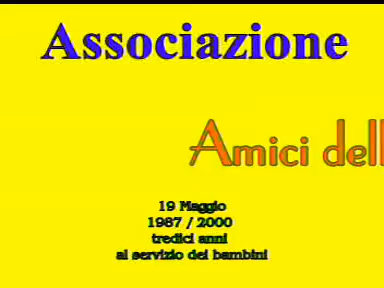 Associazione
Amici dell
19 Maggio
1987 / 2000
tredici anni
al servizio dei bambini